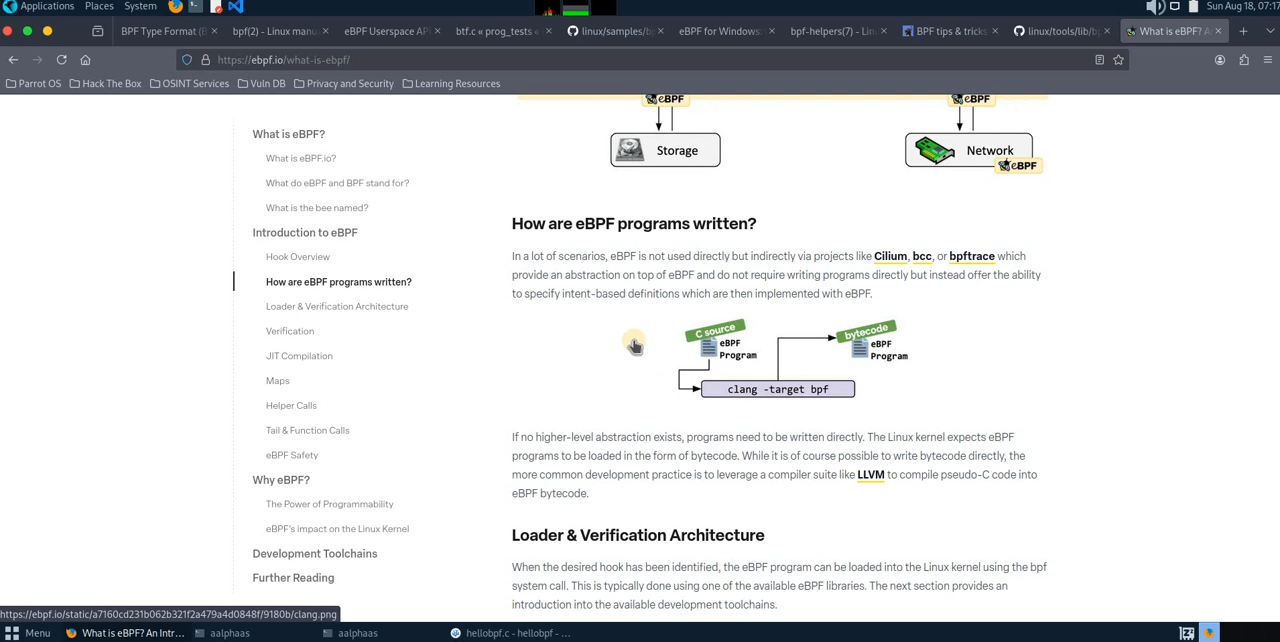 Applications Places System
Sun Aug 18, 07:17
BPF Type Format (B
bpf(2) - Linux manu
eBPF Userspace API
btf.c « prog_tests «
linux/samples/bp
eBPF for Windows
bpf-helpers(7) - Linu
BPF tips & tricks
linux/tools/lib/bp
What is eBPF? A
https://ebpf.io/what-is-ebpf/
Parrot OS Hack The Box OSINT Services Vuln DB Privacy and Security Learning Resources
What is eBPF?
What is eBPF.io?
What do eBPF and BPF stand for?
What is the bee named?
Introduction to eBPF
Hook Overview
How are eBPF programs written?
Loader & Verification Architecture
Verification
JIT Compilation
Maps
Helper Calls
Tail & Function Calls
eBPF Safety
Why eBPF?
The Power of Programmability
eBPF's impact on the Linux Kernel
Development Toolchains
Further Reading
eBPF eBPF
Storage Network
eBPF
How are eBPF programs written?
In a lot of scenarios, eBPF is not used directly but indirectly via projects like Cilium, bcc, or bpftrace which
provide an abstraction on top of eBPF and do not require writing programs directly but instead offer the ability
to specify intent-based definitions which are then implemented with eBPF.
C source
eBPF
Program
bytecode
eBPF
Program
clang -target bpf
If no higher-level abstraction exists, programs need to be written directly. The Linux kernel expects eBPF
programs to be loaded in the form of bytecode. While it is of course possible to write bytecode directly, the
more common development practice is to leverage a compiler suite like LLVM to compile pseudo-C code into
eBPF bytecode.
Loader & Verification Architecture
When the desired hook has been identified, the eBPF program can be loaded into the Linux kernel using the bpf
system call. This is typically done using one of the available eBPF libraries. The next section provides an
introduction into the available development toolchains.
https://ebpf.io/static/a7160cd231b062b321f2a479a4d0848f/9180b/clang.png
Menu What is eBPF? An Intr... aalphaas aalphaas hellobpf.c - hellobpf - ...